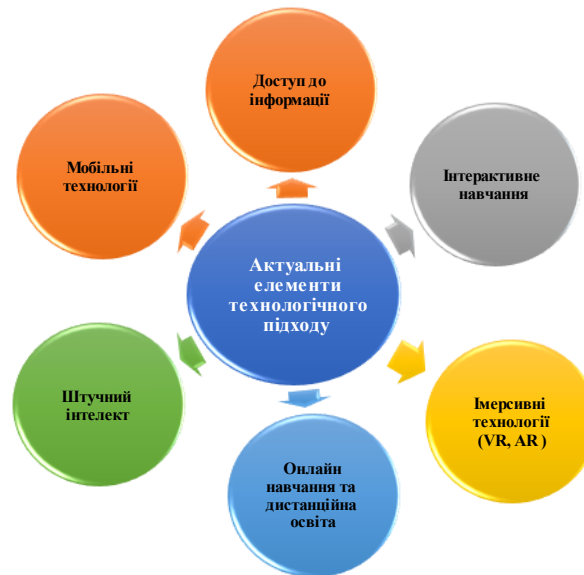 Доступ до
інформації
Мобільні
технології
Інтерактивне
навчання
Актуальні
елементи
технологічного
підходу
Штучний
інтелект
Імерсивні
технології
(VR, AR )
Онлайн
навчання та
дистанційна
освіта